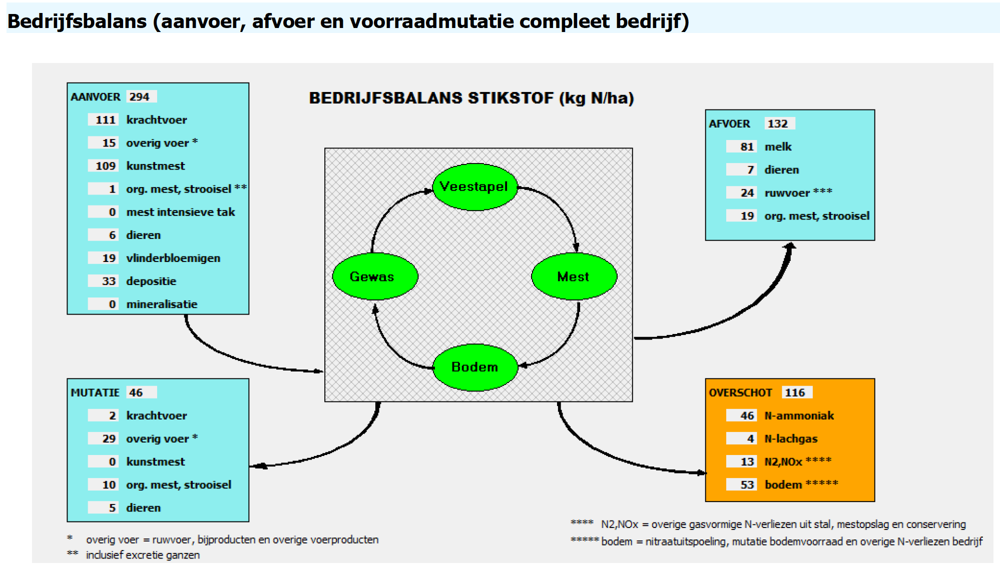 Bedrijfsbalans (aanvoer, afvoer en voorraadmutatie compleet bedrijf)
BEDRIJFSBALANS STIKSTOF (kg N/ha)
AANVOER 294
111 krachtvoer
15 overig voer *
109 kunstmest
1 org. mest, strooisel **
0 mest intensieve tak
6 dieren
19 vlinderbloemigen
33 depositie
0 mineralisatie
Veestapel
Gewas
Mest
Bodem
AFVOER 132
81 melk
7 dieren
24 ruwvoer ***
19 org. mest, strooisel
MUTATIE 46
2 krachtvoer
29 overig voer *
0 kunstmest
10 org. mest, strooisel
5 dieren
OVERSCHOT 116
46 N-ammoniak
4 N-lachgas
13 N2,NOx ****
53 bodem *****
* overig voer = ruwvoer, bijproducten en overige voerproducten
** inclusief excretie ganzen
**** N2,NOx = overige gasvormige N-verliezen uit stal, mestopslag en conservering
***** bodem = nitraatuitspoeling, mutatie bodemvoorraad en overige N-verliezen bedrijf